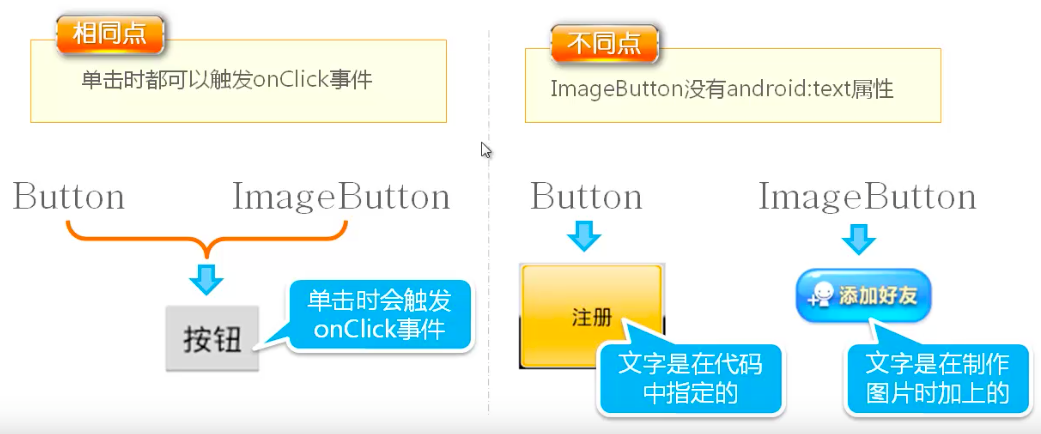 相同点
单击时都可以触发onClick事件
Button
ImageButton
按钮
单击时会触发
onClick事件
不同点
ImageButton没有android:text属性
Button
ImageButton
注册
文字是在代码
中指定的
添加好友
文字是在制作
图片时加上的